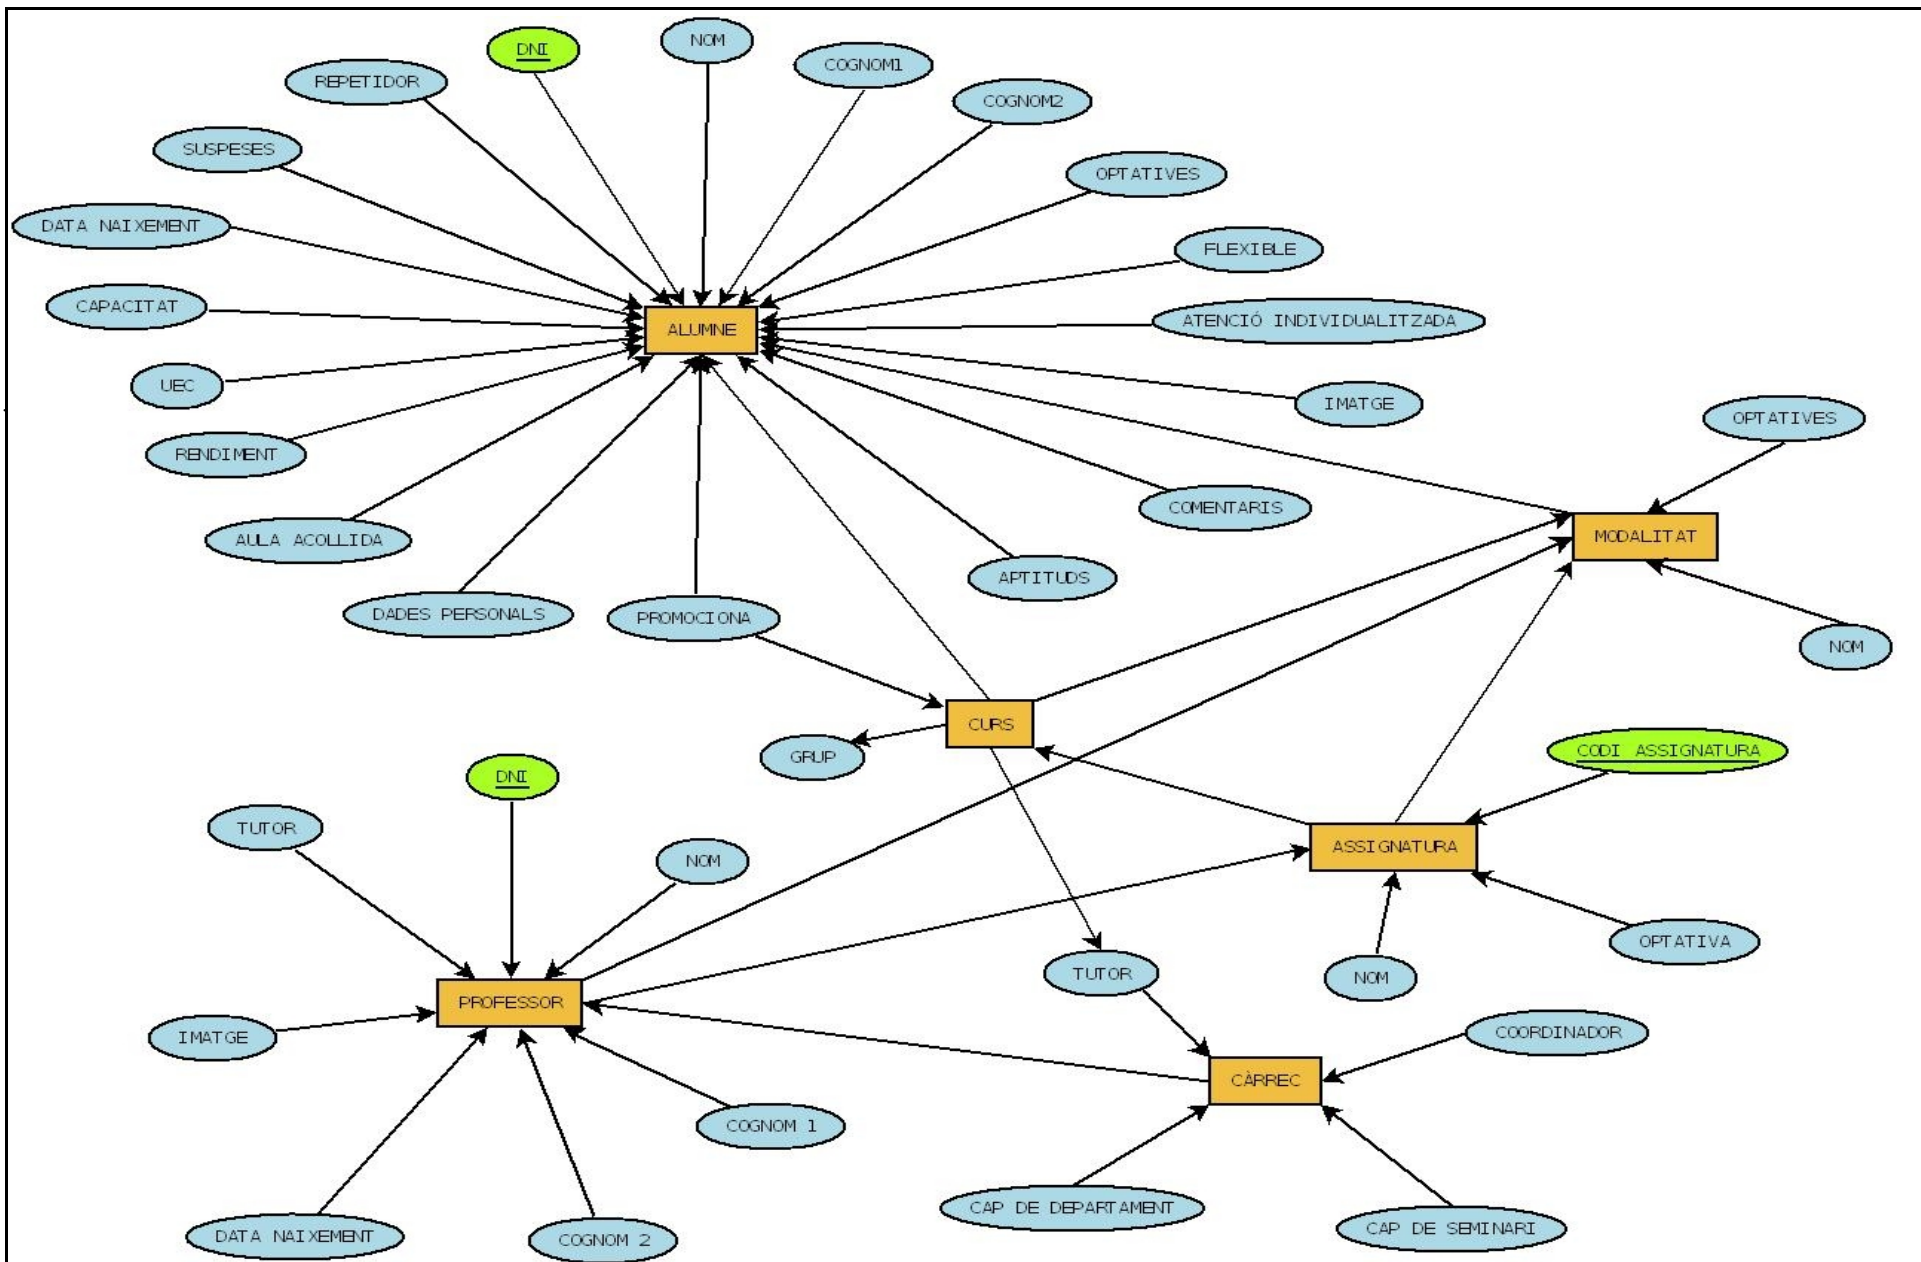 NOM
DNI
COGNOM1
REPETIDOR
COGNOM2
SUSPESES
OPTATIVES
DATA NAIXEMENT
FLEXIBLE
CAPACITAT
ATENCIÓ INDIVIDUALITZADA
ALUMNE
UEC
IMATGE
OPTATIVES
RENDIMENT
COMENTARIS
AULA ACOLLIDA
MODALITAT
APTITUDS
DADES PERSONALS
PROMOCIONA
NOM
CURS
GRUP
CODI ASSIGNATURA
DNI
TUTOR
NOM
ASSIGNATURA
OPTATIVA
TUTOR
NOM
PROFESSOR
IMATGE
COORDINADOR
CÀRREC
COGNOM 1
CAP DE DEPARTAMENT
CAP DE SEMINARI
DATA NAIXEMENT
COGNOM 2